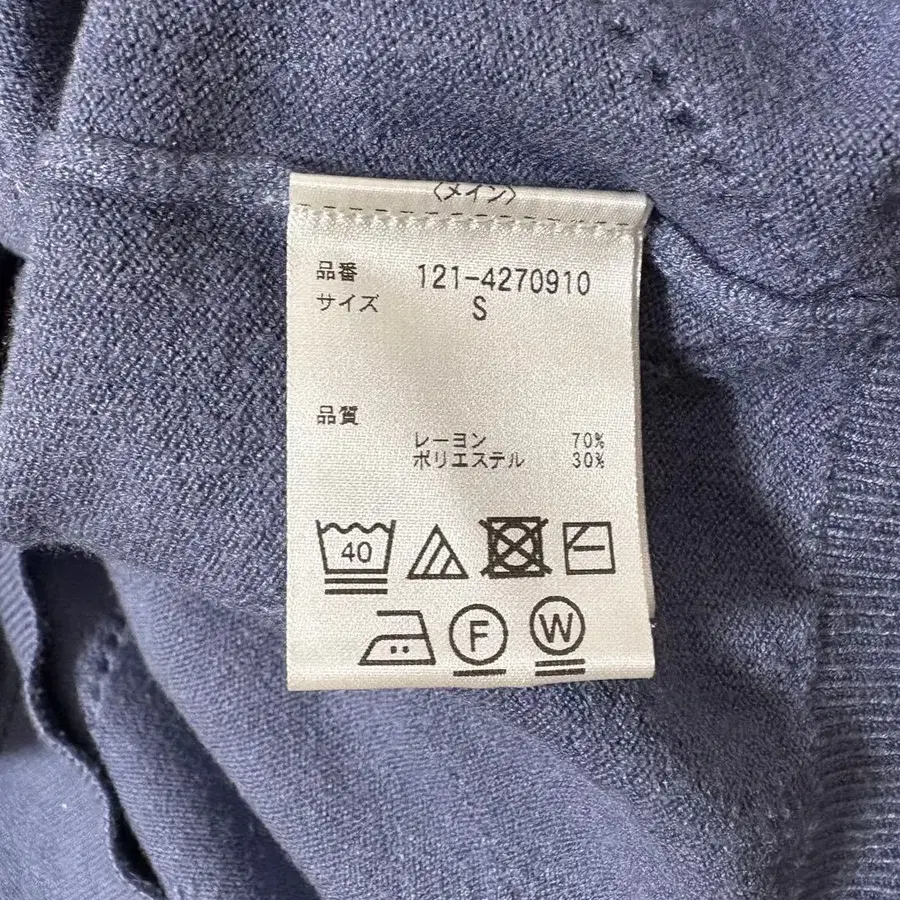 〈メイン〉
品番 121-4270910
サイズ S
品質
レーヨン 70%
ポリエステル 30%
40
F W